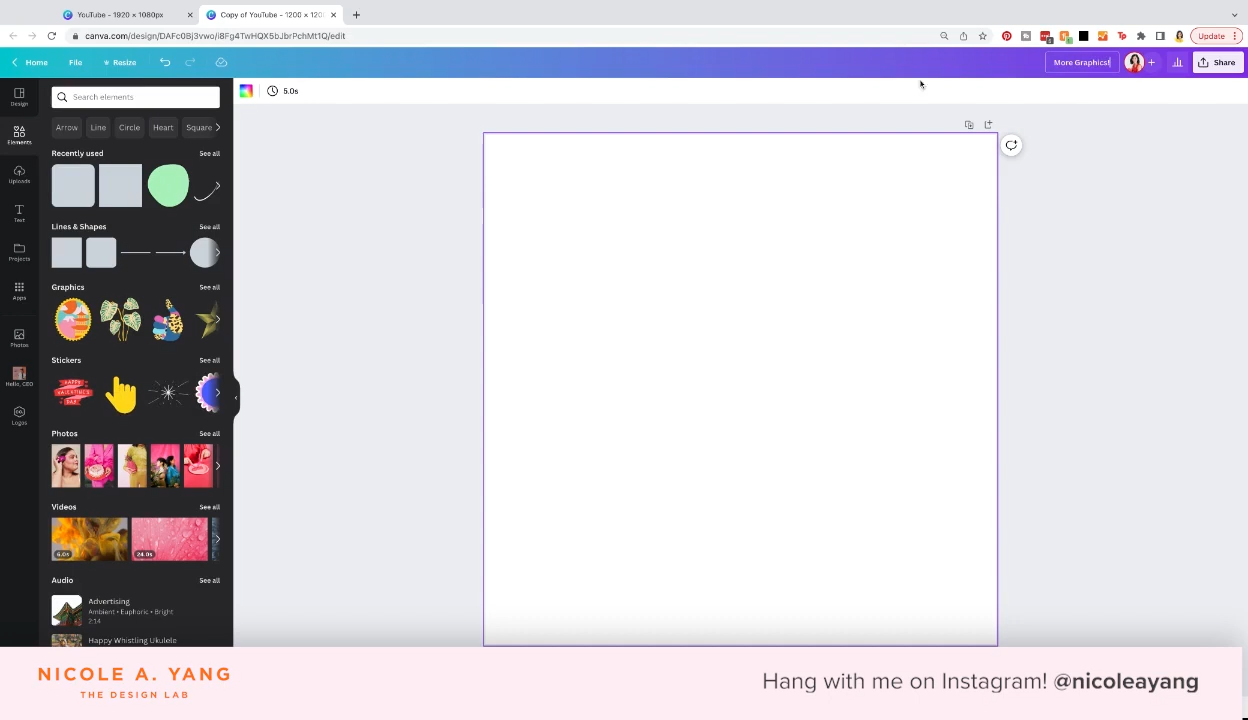 YouTube - 1920 × 1080px
Copy of YouTube - 1200 × 120
canva.com/design/DAFc0Bj3vwo/i8Fg4TwHQX5bJbrPchMt1Q/edit
Update
Home
File
Resize
More Graphics
Share
5.0s
Design
Elements
Uploads
Text
Projects
Apps
Photos
Hello, CEO
Logos
Search elements
Arrow
Line
Circle
Heart
Square
Recently used
See all
Lines & Shapes
See all
Graphics
See all
Stickers
See all
HAPPY
VALENTINE'S
DAY
Photos
See all
Videos
See all
6.0s
24.0s
Audio
See all
Advertising
Ambient • Euphoric • Bright
2:14
Happy Whistling Ukulele
NICOLE A. YANG
THE DESIGN LAB
Hang with me on Instagram! @nicoleayang